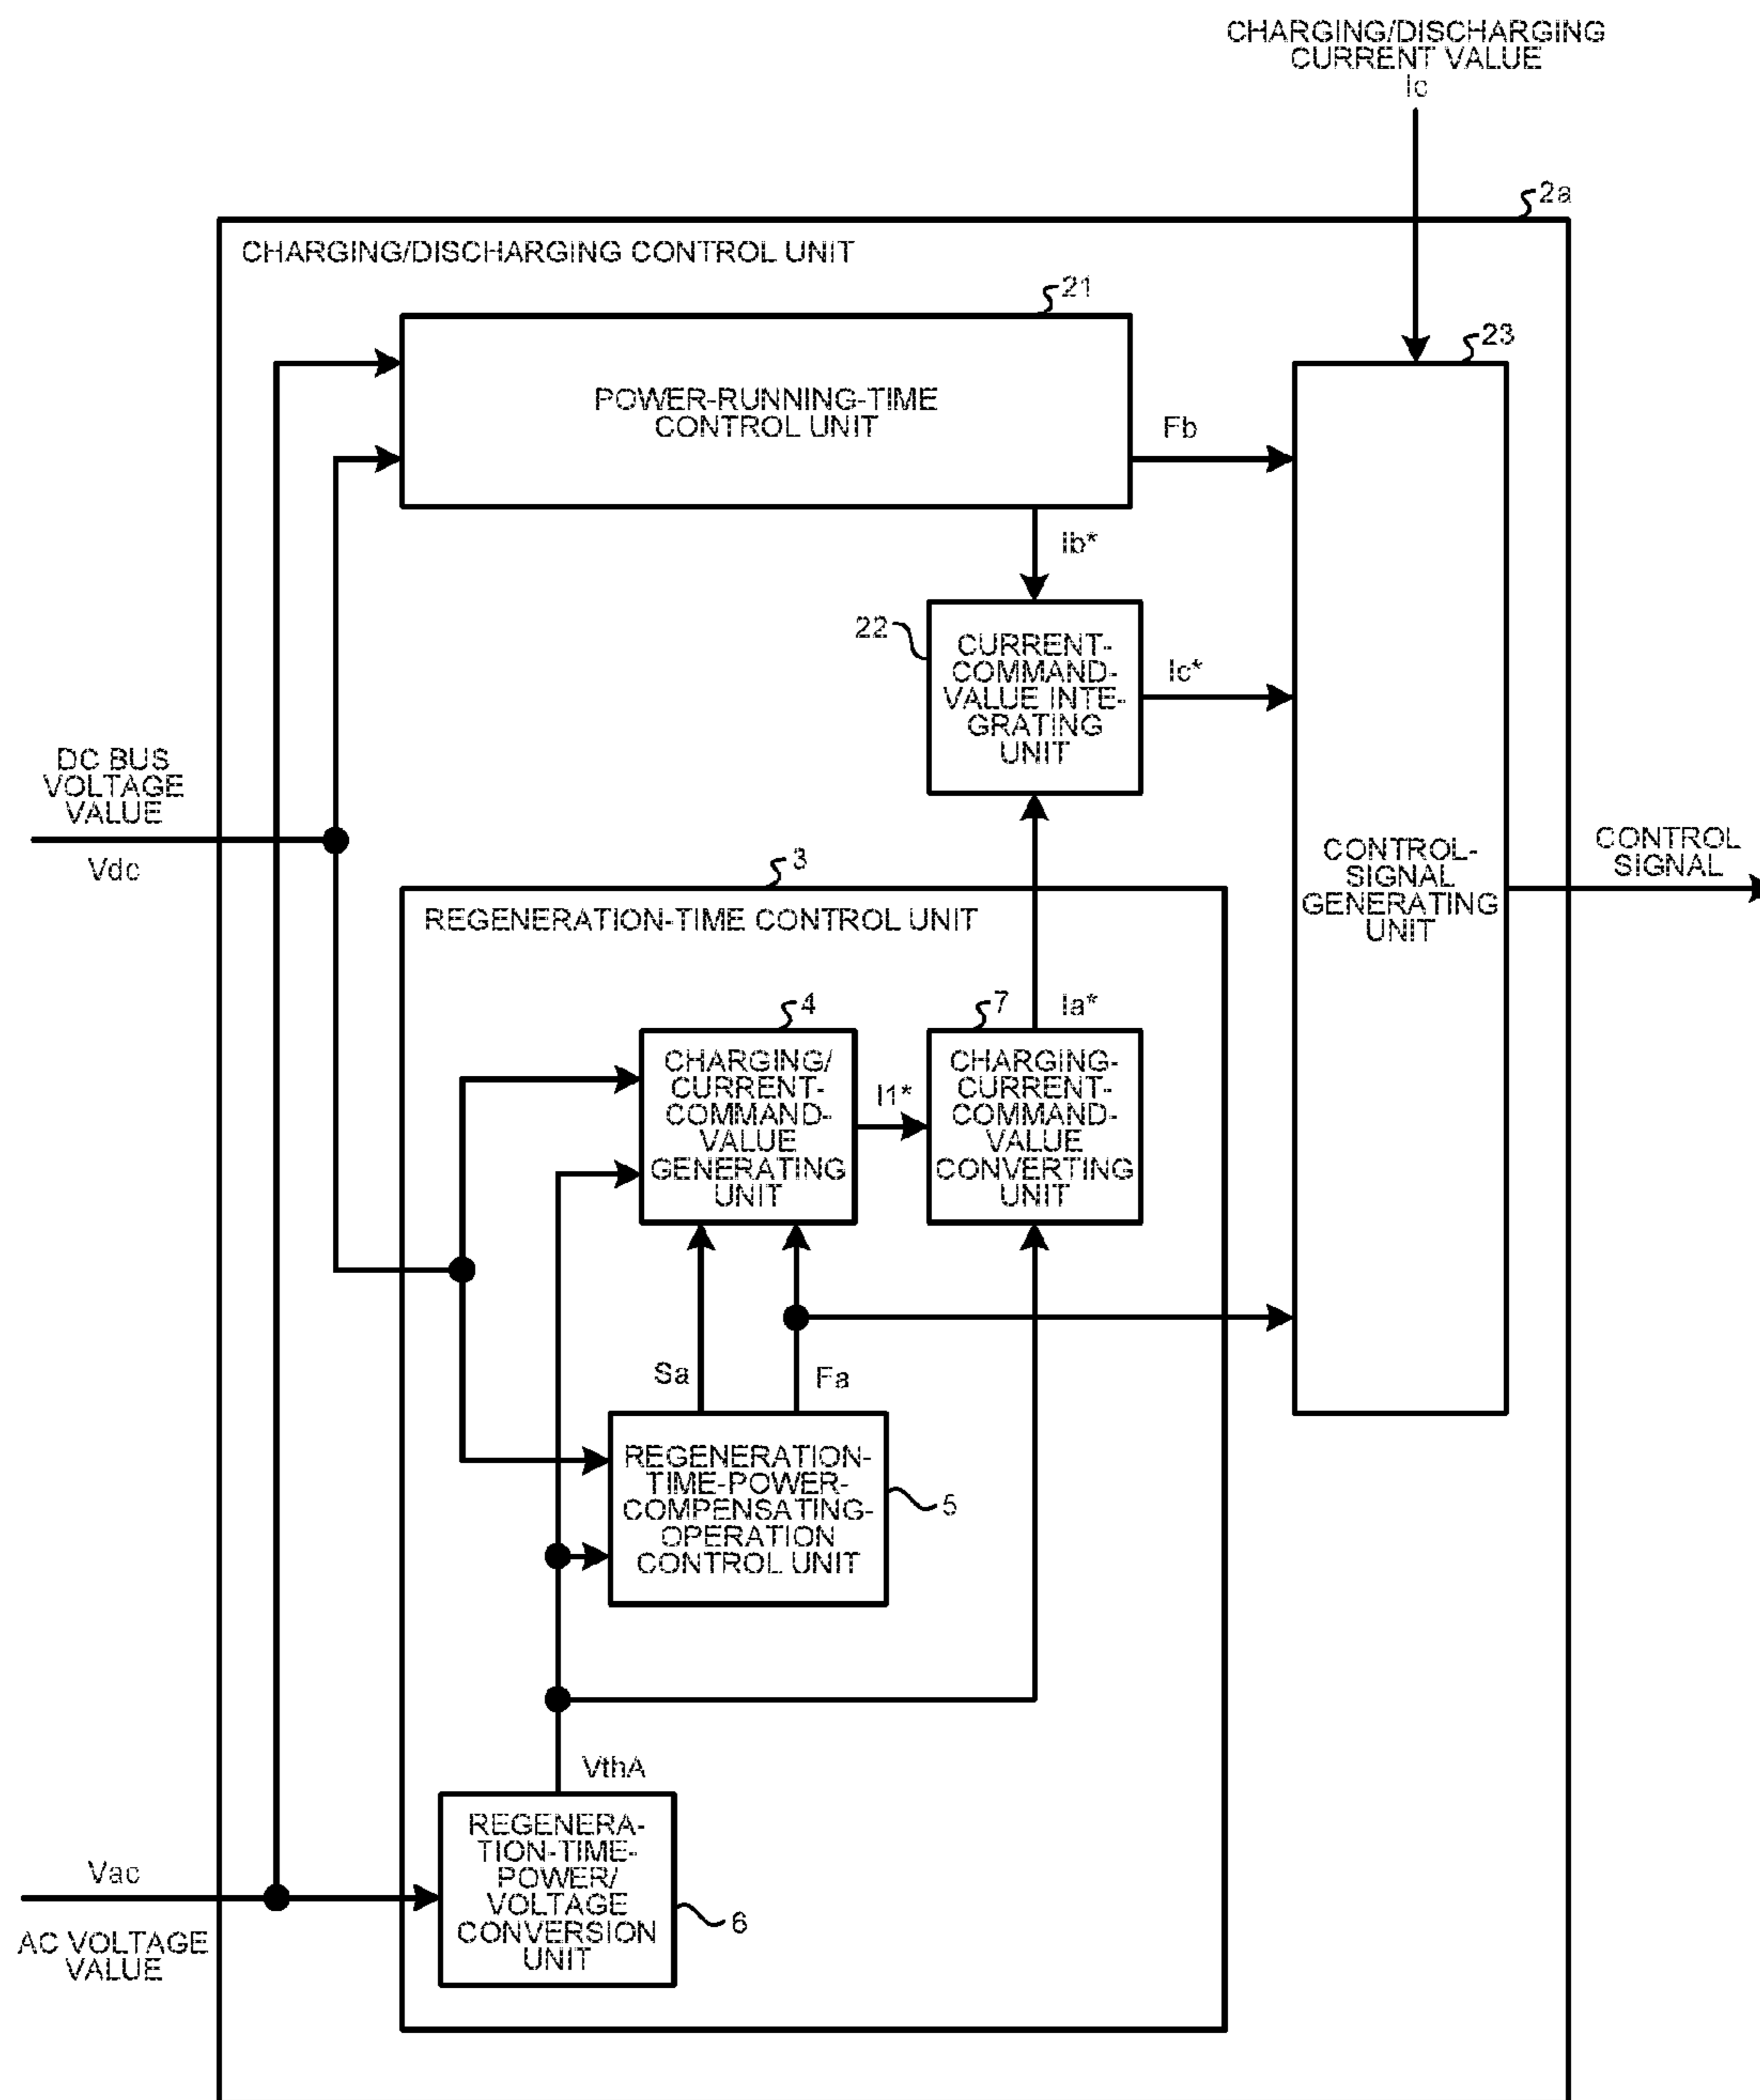 CHARGING/DISCHARGING
CURRENT VALUE
Ic
2a
CHARGING/DISCHARGING CONTROL UNIT
21
POWER-RUNNING-TIME
CONTROL UNIT
23
Fb
Ib*
22
CURRENT-
COMMAND-
VALUE INTE-
GRATING
UNIT
Ic*
DC BUS
VOLTAGE
VALUE
Vdc
CONTROL-
SIGNAL
GENERATING
UNIT
CONTROL
SIGNAL
3
REGENERATION-TIME CONTROL UNIT
4
CHARGING/
CURRENT-
COMMAND-
VALUE
GENERATING
UNIT
I1*
7
Ia*
CHARGING-
CURRENT-
COMMAND-
VALUE
CONVERTING
UNIT
Sa
Fa
REGENERATION-
TIME-POWER-
COMPENSATING-
OPERATION
CONTROL UNIT
5
VthA
REGENERA-
TION-TIME-
POWER/
VOLTAGE
CONVERSION
UNIT
6
Vac
AC VOLTAGE
VALUE